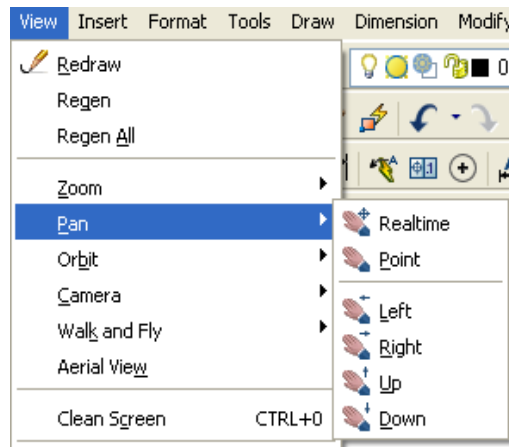 View Insert Format Tools Draw Dimension Modify
Redraw
0
Regen
Regen All
Zoom
Pan
Realtime
Orbit
Point
Camera
Left
Walk and Fly
Right
Aerial View
Up
Clean Screen CTRL+0
Down